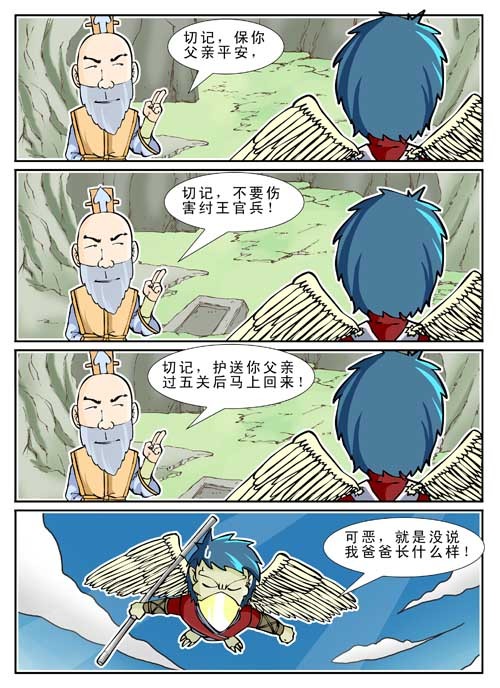 切记，保你
父亲平安，
切记，不要伤
害纣王官兵！
切记，护送你父亲
过五关后马上回来！
可恶，就是没说
我爸爸长什么样！